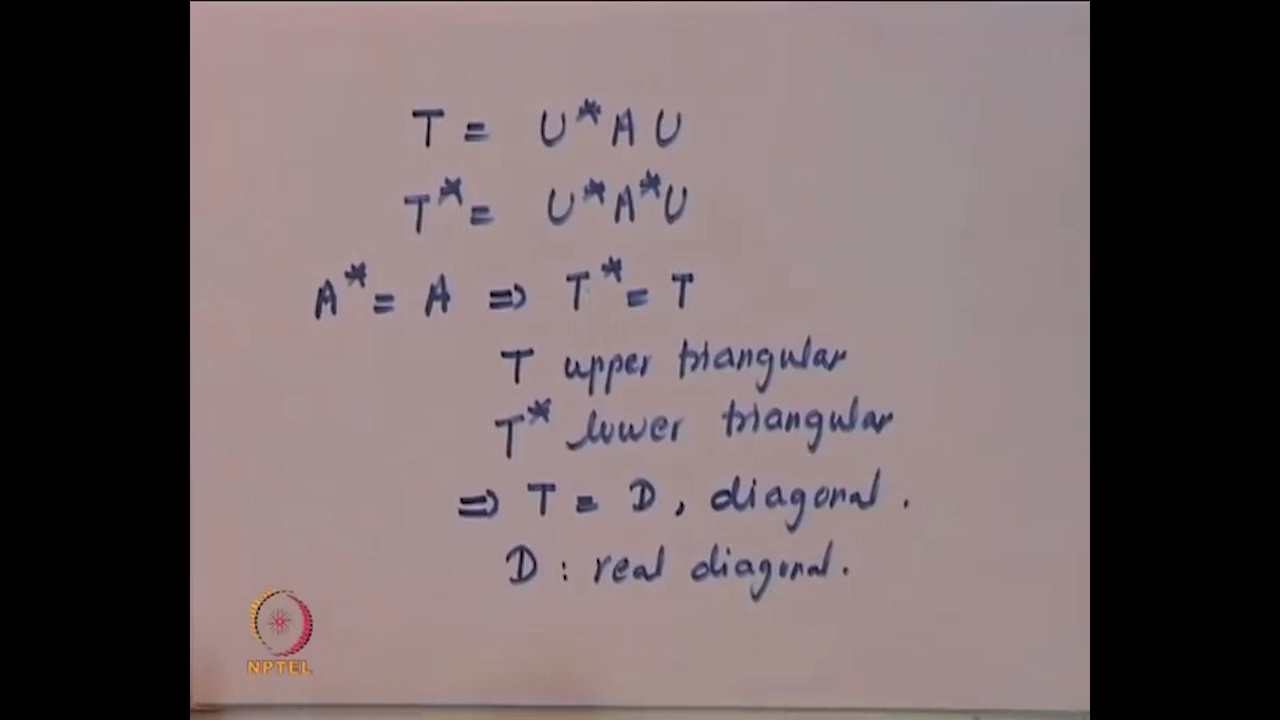 T = U*AU
T* = U*A*U
A* = A ⇒ T* = T
T upper triangular
T* lower triangular
⇒ T = D, diagonal.
D : real diagonal.
NPTEL